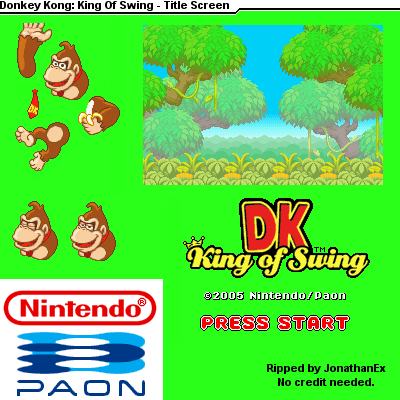 Donkey Kong: King Of Swing - Title Screen
DK
TM
King of Swing
©2005 Nintendo/Paon
PRESS START
Nintendo®
PAON
Ripped by JonathanEx
No credit needed.